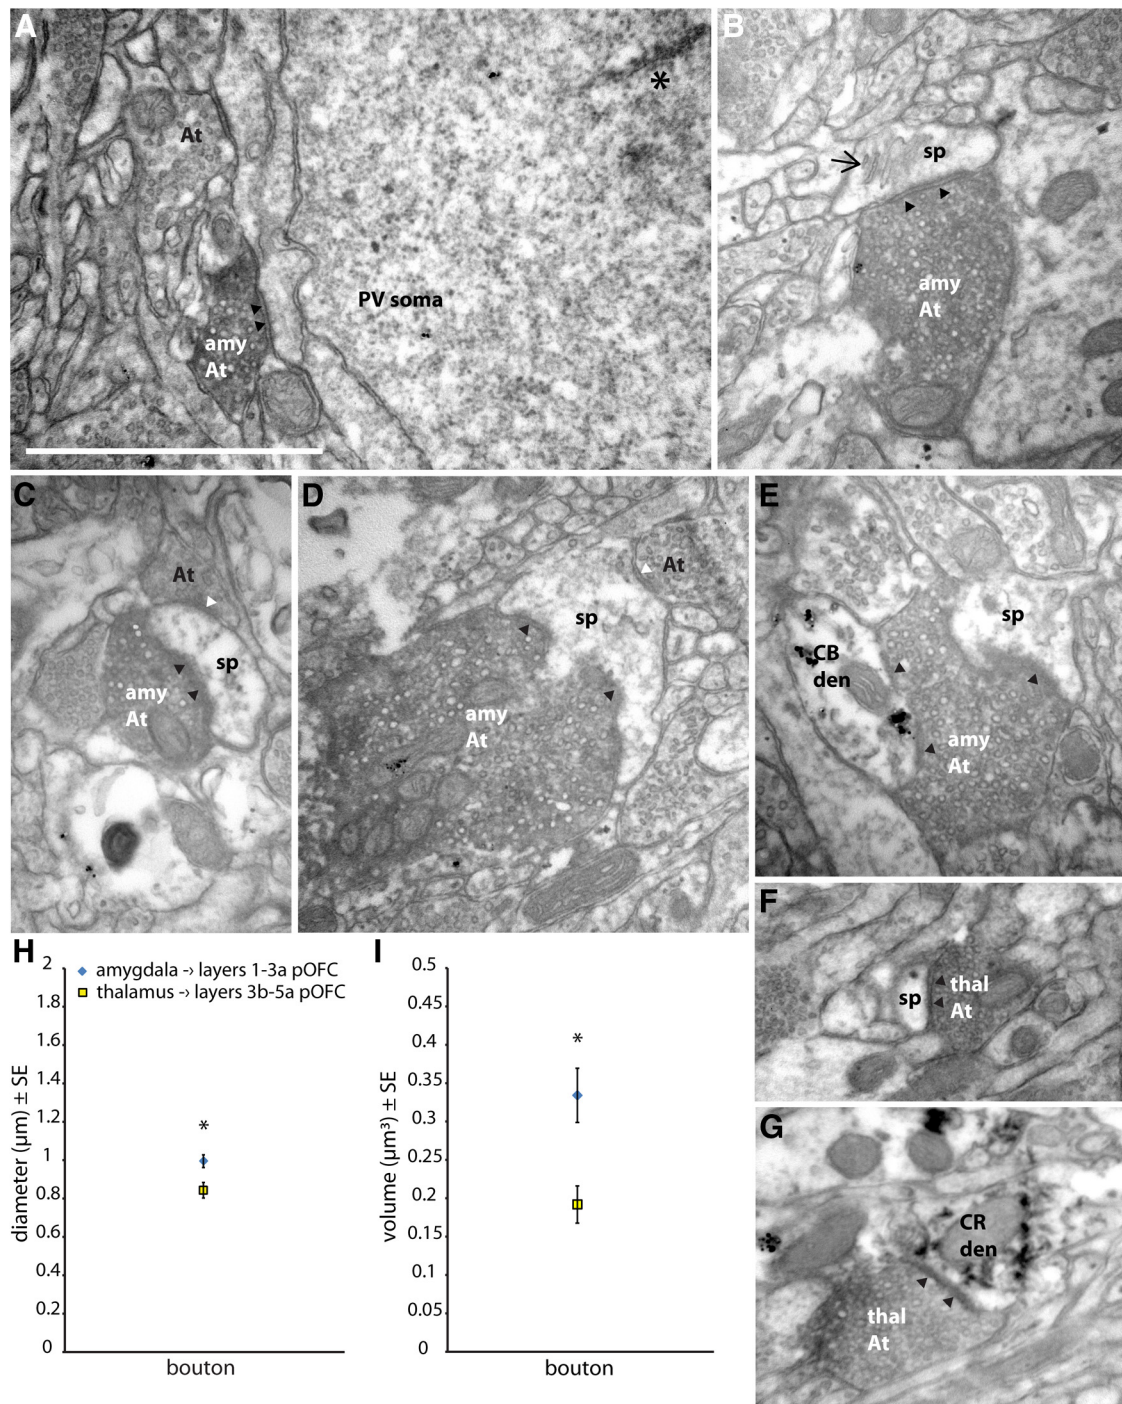 A
At
*
PV soma
amy
At
B
sp
amy
At
C
At
sp
amy
At
D
At
sp
amy
At
E
sp
CB
den
amy
At
F
thal
At
sp
G
CR
den
thal
At
H
amygdala -› layers 1-3a pOFC
thalamus -› layers 3b-5a pOFC
diameter (µm) ± SE
2
1.8
1.6
1.4
1.2
1
0.8
0.6
0.4
0.2
0
*
bouton
I
volume (µm³) ± SE
0.5
0.45
0.4
0.35
0.3
0.25
0.2
0.15
0.1
0.05
0
*
bouton